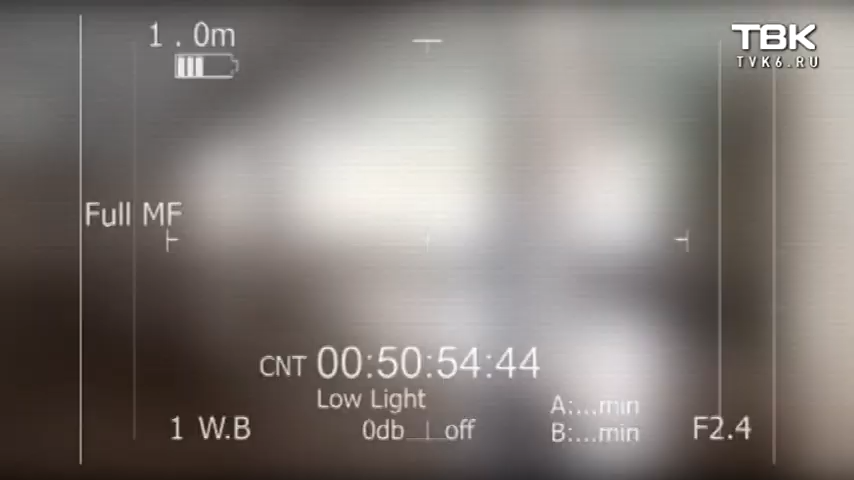 1 . 0m
ТВК
TVK6.RU
Full MF
CNT 00:50:54:44
Low Light
A:...min
0db off
B:...min
1 W.B
F2.4